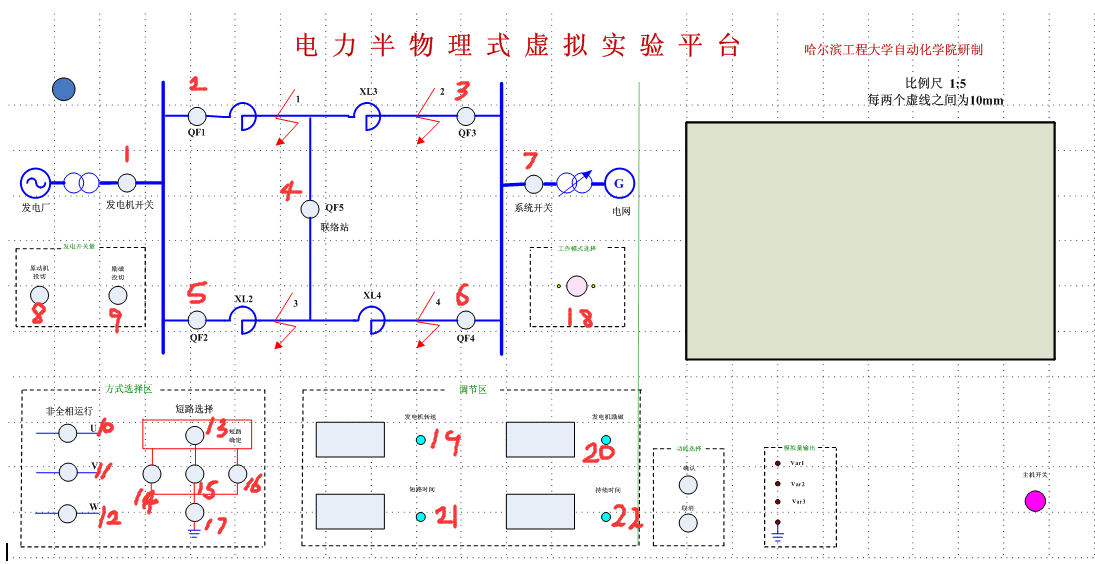 电力半物理式虚拟实验平台
哈尔滨工程大学自动化学院研制
比例尺 1:5
每两个虚线之间为10mm
2
3
1
XL3
2
QF1
QF3
1
7
4
发电厂
发电机开关
QF5
联络站
系统开关
G
电网
发电开关量
原动机
投切
励磁
投切
8
9
5
XL2
3
XL4
4
6
QF2
QF4
工作模式选择
18
方式选择区
非全相运行
短路选择
U
10
V
11
W
12
13
短路
确定
14
15
16
17
调节区
发电机转速
19
发电机励磁
20
短路时间
21
持续时间
22
功能选择
确认
取消
模拟量输出
Var1
Var2
Var3
主机开关